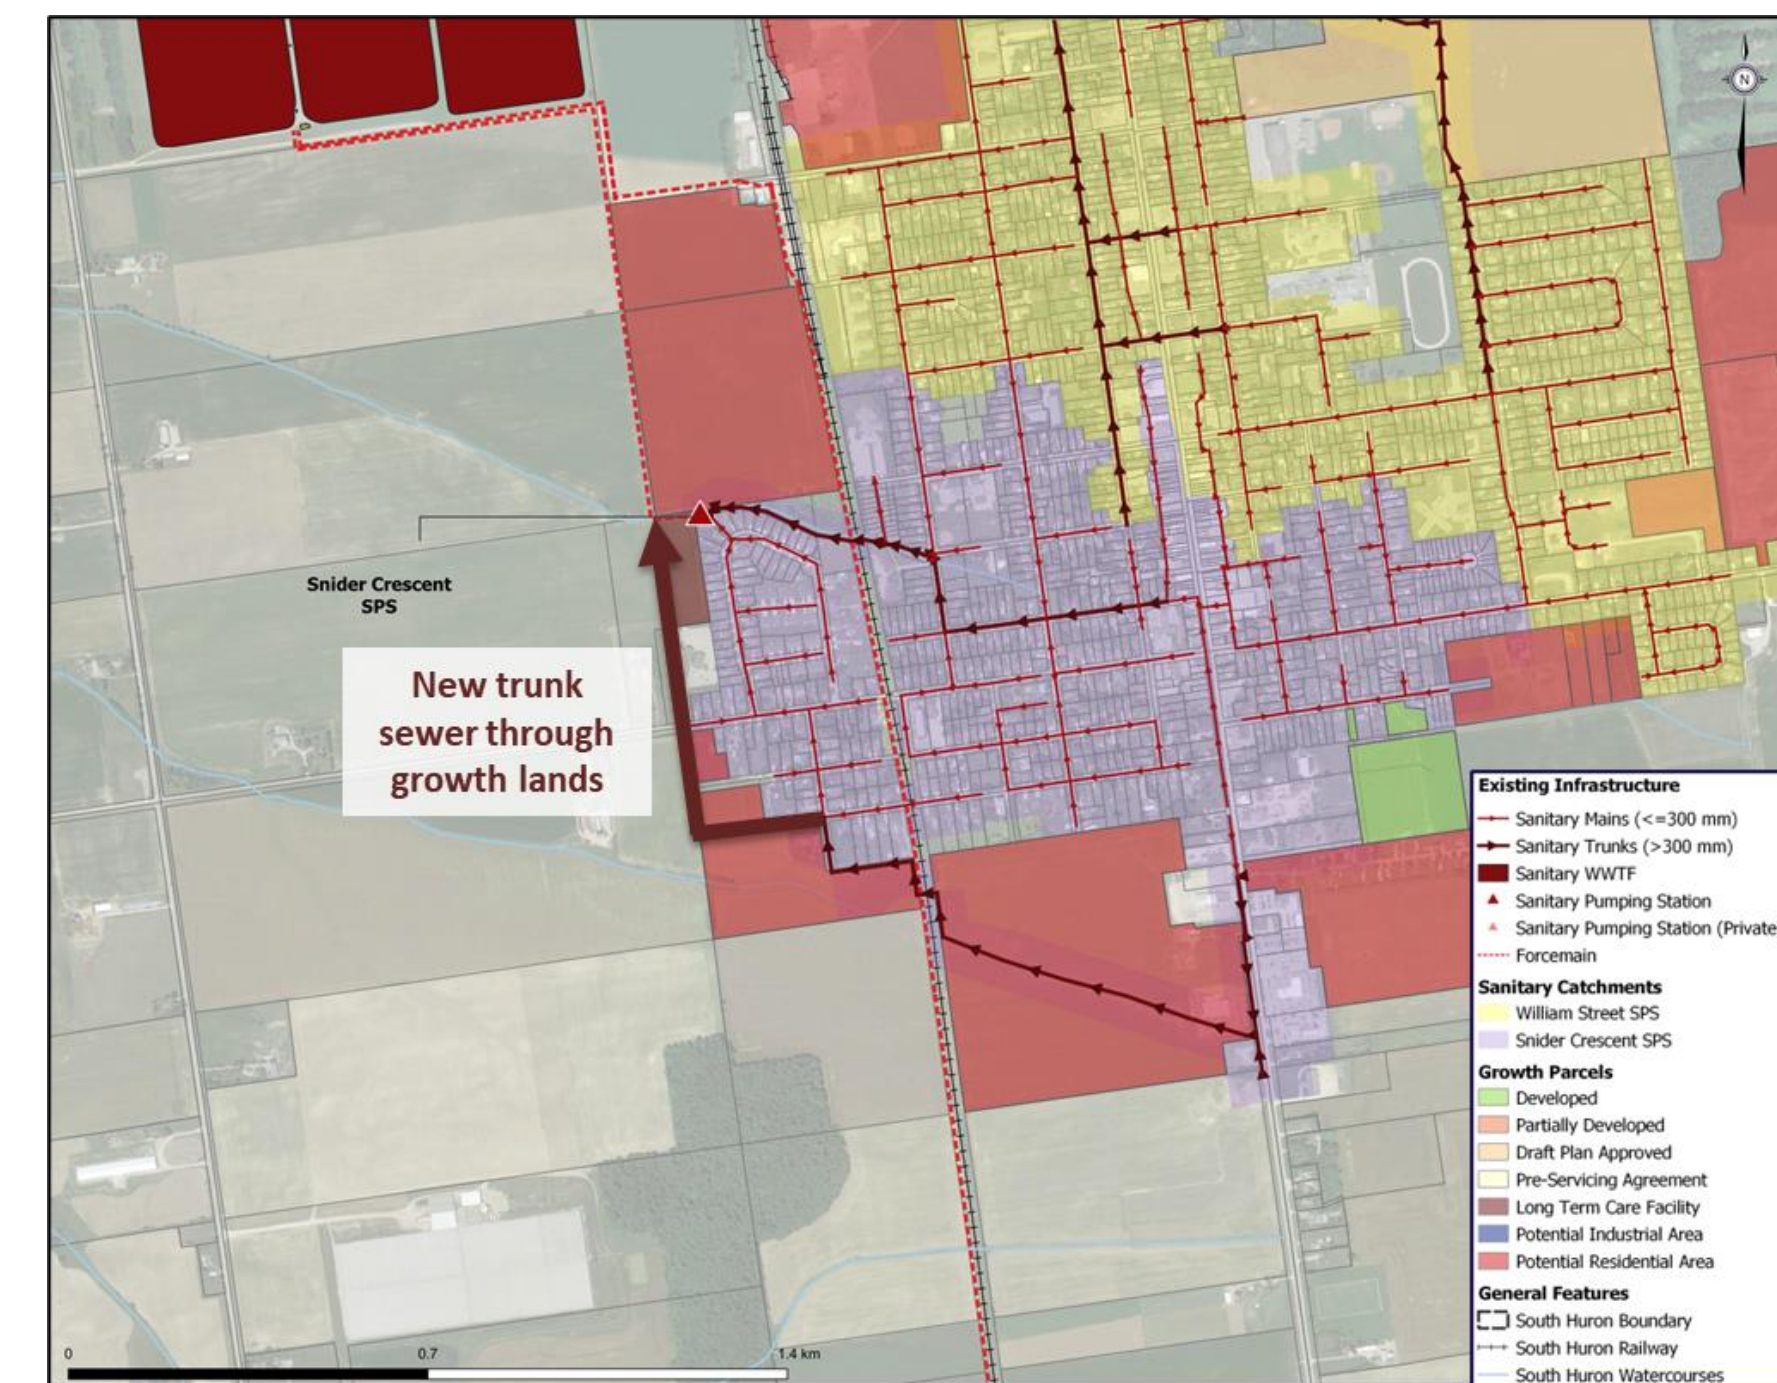 N
Snider Crescent
SPS
New trunk
sewer through
growth lands
Existing Infrastructure
Sanitary Mains (<=300 mm)
Sanitary Trunks (>300 mm)
Sanitary WWTF
Sanitary Pumping Station
Sanitary Pumping Station (Private
Forcemain
Sanitary Catchments
William Street SPS
Snider Crescent SPS
Growth Parcels
Developed
Partially Developed
Draft Plan Approved
Pre-Servicing Agreement
Long Term Care Facility
Potential Industrial Area
Potential Residential Area
General Features
South Huron Boundary
South Huron Railway
South Huron Watercourses
0 0.7 1.4 km